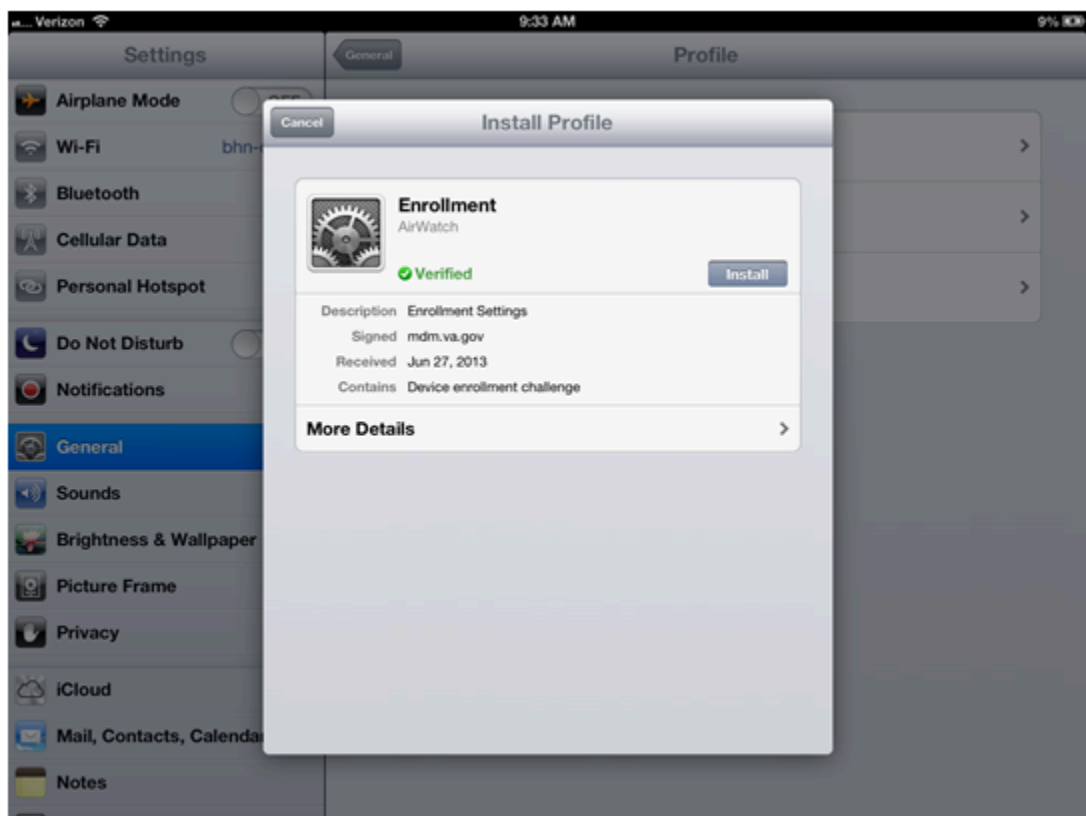 Verizon 9:33 AM 9%
Settings General Profile
Airplane Mode
Wi-Fi
Bluetooth
Cellular Data
Personal Hotspot
Do Not Disturb
Notifications
General
Sounds
Brightness & Wallpaper
Picture Frame
Privacy
iCloud
Mail, Contacts,
Notes
Cancel Install Profile
Enrollment
AirWatch
Verified Install
Description Enrollment Settings
Signed mdm.va.gov
Received Jun 27, 2013
Contains Device enrollment challenge
More Details